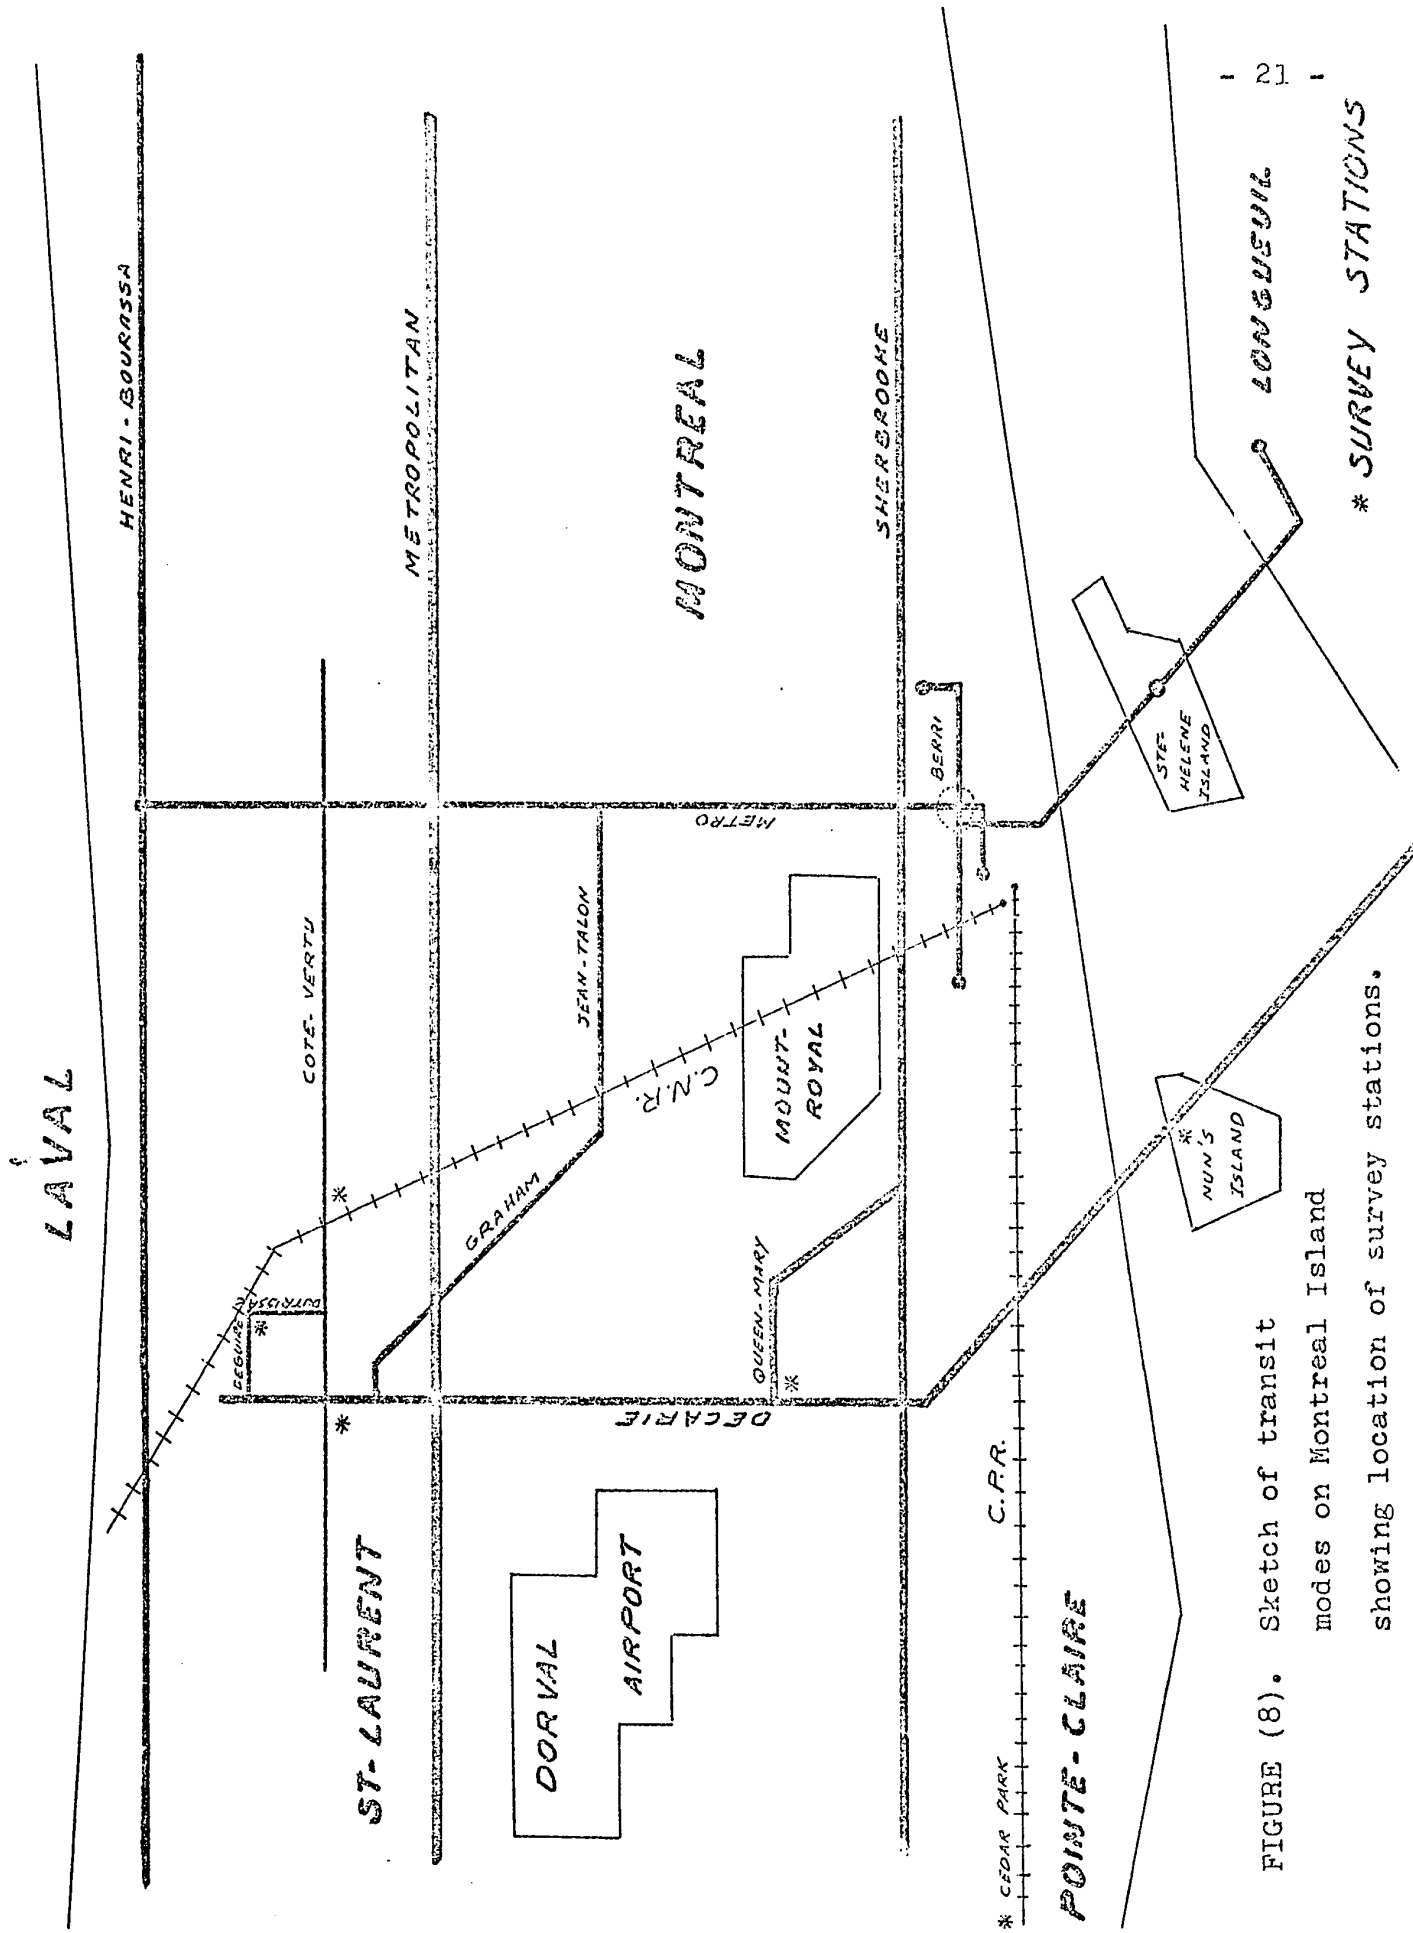 - 21 -
LAVAL
HENRI-BOURASSA
COTE-VERTU
METROPOLITAN
MONTREAL
SHERBROOKE
JEAN-TALON
GRAHAM
C.N.R.
METRO
BERRI
MOUNT-
ROYAL
DUTRISSAC
* 
*
*
ST-LAURENT
DECARIE
QUEEN-MARY
*
DORVAL
AIRPORT
C.P.R.
* CEDAR PARK
POINTE-CLAIRE
*
NUN'S
ISLAND
STE-
HELENE
ISLAND
LONGUEUIL
* SURVEY STATIONS
FIGURE (8). Sketch of transit
modes on Montreal Island
showing location of survey stations.